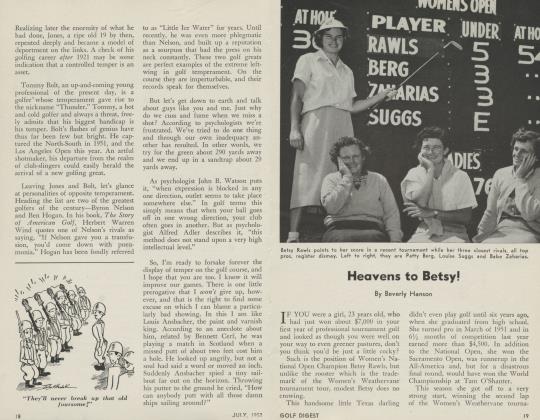 Realizing later the enormity of what
he had done, Jones, a ripe old 19 by then,
repeated deeply and became a model of
deportment on the links. A check of his
golfing career after 1921 may be some
indication that a controlled temper is an
asset.
Tommy Bolt, an up-and-coming young
professional of the present day, is a
golfer whose temperament gave rise to
the nickname "Thunder." Tommy, a hot
and cold golfer and always a threat, free-
ly admits that his biggest handicap is
his temper. Bolt's flashes of genius have
thus far been few but bright. He cap-
tured the North-South in 1951, and the
Los Angeles Open this year. An artful
shotmaker, his departure from the realm
of club-slingers could easily herald the
arrival of a new golfing great.
Leaving Jones and Bolt, let's glance
at personalities of opposite temperament.
Heading the list are two of the greatest
golfers of the century—Byron Nelson
and Ben Hogan. In his book, The Story
of American Golf, Herbert Warren
Wind quotes one of Nelson's rivals as
saying, "If Nelson gave you a transfu-
sion, you'd come down with pneu-
monia." Hogan has been fondly referred
"They'll never break up that old
foursome!"
18
to as "Little Ice Water" for years. Until
recently, he was even more phlegmatic
than Nelson, and built up a reputation
as a sourpuss that had the press on his
neck constantly. These two golf greats
are perfect examples of the extreme left-
wing in golf temperament. On the
course they are imperturbable, and their
records speak for themselves.
But let's get down to earth and talk
about guys like you and me. Just why
do we cuss and fume when we miss a
shot? According to psychologists we're
frustrated. We've tried to do one thing
and through our own inadequacy an-
other has resulted. In other words, we
try for the green about 290 yards away
and we end up in a sandtrap about 20
yards away.
As psychologist John B. Watson puts
it, "when expression is blocked in any
one direction, outlet seems to take place
somewhere else." In golf terms this
simply means that when your ball goes
off in one wrong direction, your club
often goes in another. But as psycholo-
gist Alfred Adler describes it, "this
method does not stand upon a very high
intellectual level."
So, I'm ready to forsake forever the
display of temper on the golf course, and
I hope that you are too. I know it will
improve our games. There is one little
prerogative that I won't give up, how-
ever, and that is the right to find some
excuse on which I can blame a particu-
larly bad showing. In this I am like
Louis Ansbacher, the paint and varnish
king. According to an anecdote about
him, related by Bennett Cerf, he was
playing a match in Scotland when a
missed putt of about two feet cost him
a hole. He looked up angrily, but not a
soul had said a word or moved an inch.
Suddenly Ansbacher spied a tiny sail-
boat far out on the horizon. Throwing
his putter to the ground he cried, "How
can anybody putt with all those damn
ships sailing around?"
JULY, 1952
WOMENS OPEN
AT HOLE
PLAYER
UNDER
RAWLS 5
BERG 3
ZAHARIAS 3
SUGGS E
Betsy Rawls points to her score in a recent tournament while her three closest rivals, all top
pros, register dismay. Left to right, they are Patty Berg, Louise Suggs and Babe Zaharias.
Heavens to Betsy!
By Beverly Hanson
IF YOU were a girl, 23 years old, who
had just won about $7,000 in your
first year of professional tournament golf
and looked as though you were well on
your way to even greener pastures, don't
you think you'd be just a little cocky?
Such is the position of Women's Na-
tional Open Champion Betsy Rawls, but
unlike the rooster which is the trade-
mark of the Women's Weathervane
tournament tour, modest Betsy does no
crowing.
This handsome little Texas darling
didn't even play golf until six years ago,
when she graduated from high school.
She turned pro in March of 1951 and in
6½ months of competition last year
earned more than $4,500. In addition
to the National Open, she won the
Sacramento Open, was runnerup in the
All-America and, but for a disastrous
final round, would have won the World
Championship at Tam O'Shanter.
This season she got off to a very
strong start, winning the second leg
of the Women's Weathervane tourna-
GOLF DIGEST
19